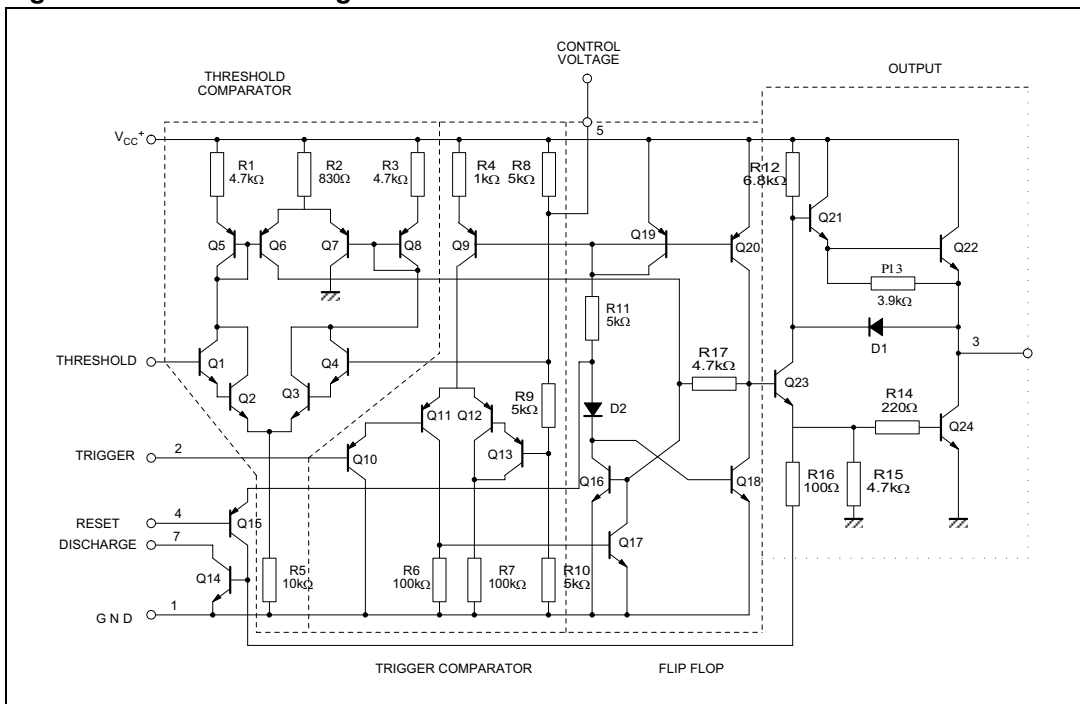 CONTROL
VOLTAGE
THRESHOLD
COMPARATOR
OUTPUT
5
VCC+
R1
4.7kΩ
R2
830Ω
R3
4.7kΩ
R4
1kΩ
R8
5kΩ
R12
6.8kΩ
Q5
Q6
Q7
Q8
Q9
Q19
Q20
Q21
Q22
P13
3.9kΩ
R11
5kΩ
D1
3
THRESHOLD
Q1
Q2
Q3
Q4
R9
5kΩ
D2
R17
4.7kΩ
Q23
R14
220Ω
Q24
TRIGGER
2
Q10
Q11
Q12
Q13
Q16
Q18
R16
100Ω
R15
4.7kΩ
RESET
4
Q15
DISCHARGE
7
Q14
Q17
R5
10kΩ
R6
100kΩ
R7
100kΩ
R10
5kΩ
GND
1
TRIGGER COMPARATOR
FLIP FLOP